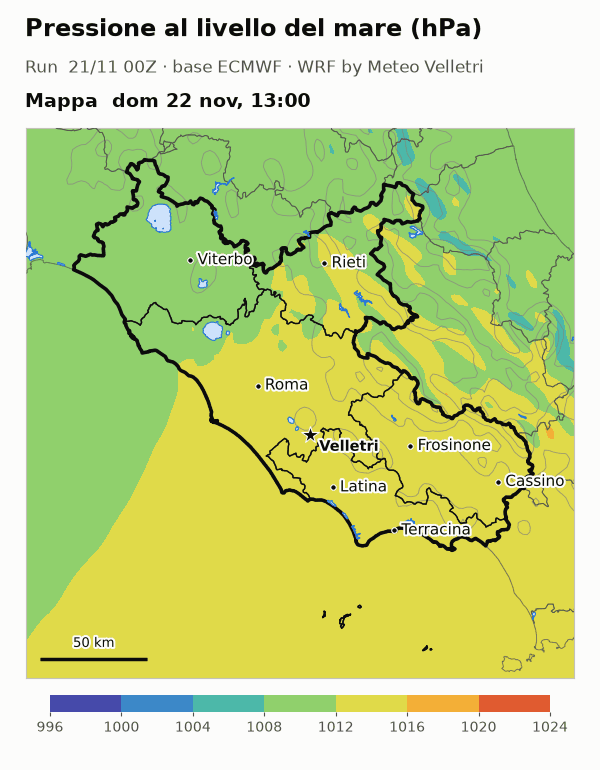 Pressione al livello del mare (hPa)
Run  21/11 00Z · base ECMWF · WRF by Meteo Velletri
Mappa  dom 22 nov, 13:00
Viterbo
Rieti
Roma
Velletri
Frosinone
Cassino
Latina
Terracina
50 km
996 1000 1004 1008 1012 1016 1020 1024